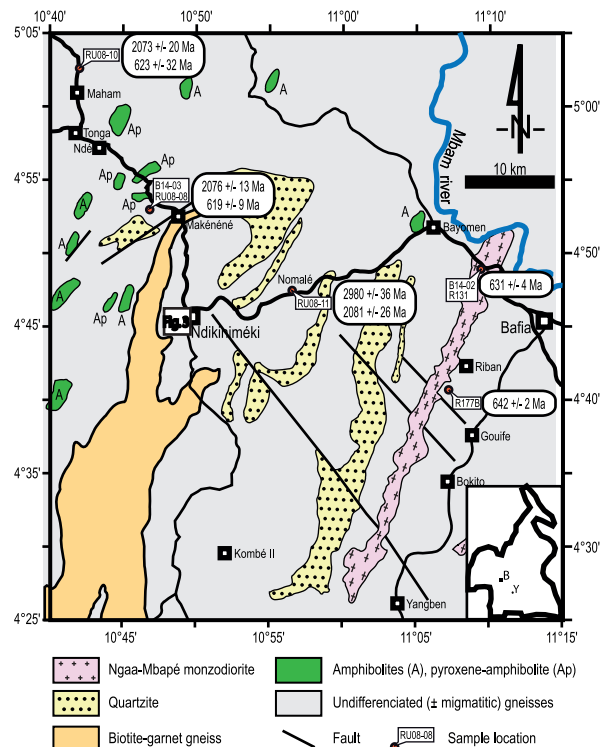 10°40' 10°50' 11°00' 11°10'
5°05'
RU08-10
2073 +/- 20 Ma
623 +/- 32 Ma
A
A
Maham
5°00'
Ap
Tonga
Ndé
Mbam river
-N-
10 km
4°55'
Ap
Ap
B14-03
RU08-08
2076 +/- 13 Ma
619 +/- 9 Ma
A
Ap
Makénéné
A
Bayomen
4°50'
A
Nomalé
B14-02
R131
631 +/- 4 Ma
RU08-11
2980 +/- 36 Ma
2081 +/- 26 Ma
A
Ap
A
4°45'
Fig.3
Ndikiniméki
Bafia
Riban
A
R177B
642 +/- 2 Ma
Gouife
4°35'
Bokito
4°30'
Kombé II
B
Y
4°25'
Yangben
10°45' 10°55' 11°05' 11°15'
Ngaa-Mbapé monzodiorite
Amphibolites (A), pyroxene-amphibolite (Ap)
Quartzite
Undifferenciated (± migmatitic) gneisses
Biotite-garnet gneiss
Fault
RU08-08
Sample location